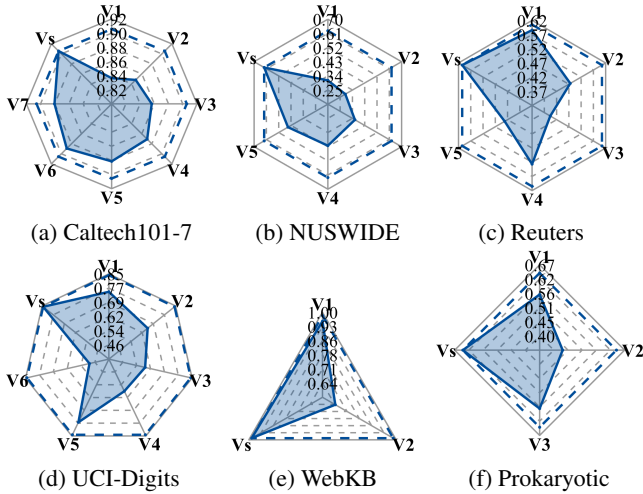 V1
0.92
0.90
0.88
0.86
0.84
0.82
V2
V3
V4
V5
V6
V7
Vs
(a) Caltech101-7
V1
0.70
0.61
0.52
0.43
0.34
0.25
V2
V3
V4
V5
Vs
(b) NUSWIDE
V1
0.62
0.57
0.52
0.47
0.42
0.37
V2
V3
V4
V5
Vs
(c) Reuters
V1
0.85
0.77
0.69
0.62
0.54
0.46
V2
V3
V4
V5
V6
Vs
(d) UCI-Digits
V1
1.00
0.93
0.86
0.78
0.71
0.64
V2
Vs
(e) WebKB
V1
0.67
0.62
0.56
0.51
0.45
0.40
V2
V3
Vs
(f) Prokaryotic